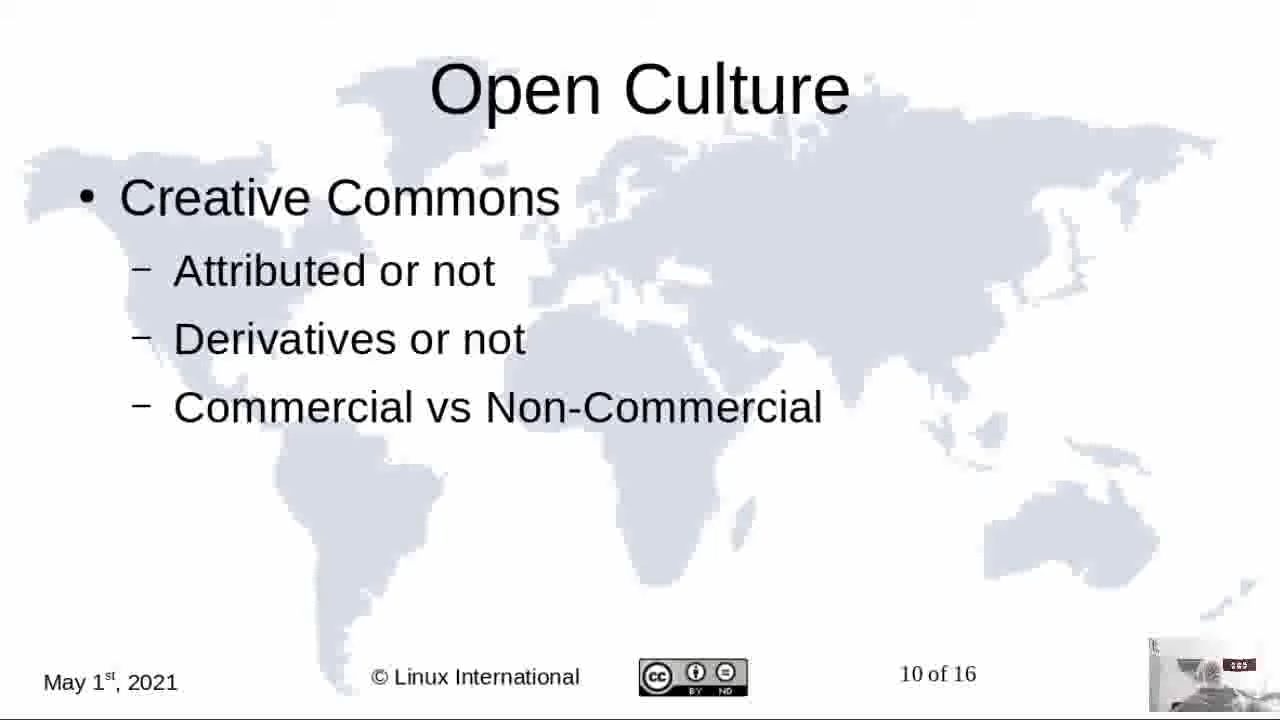 Open Culture
• Creative Commons
– Attributed or not
– Derivatives or not
– Commercial vs Non-Commercial
May 1st, 2021
© Linux International
cc
BY ND
10 of 16